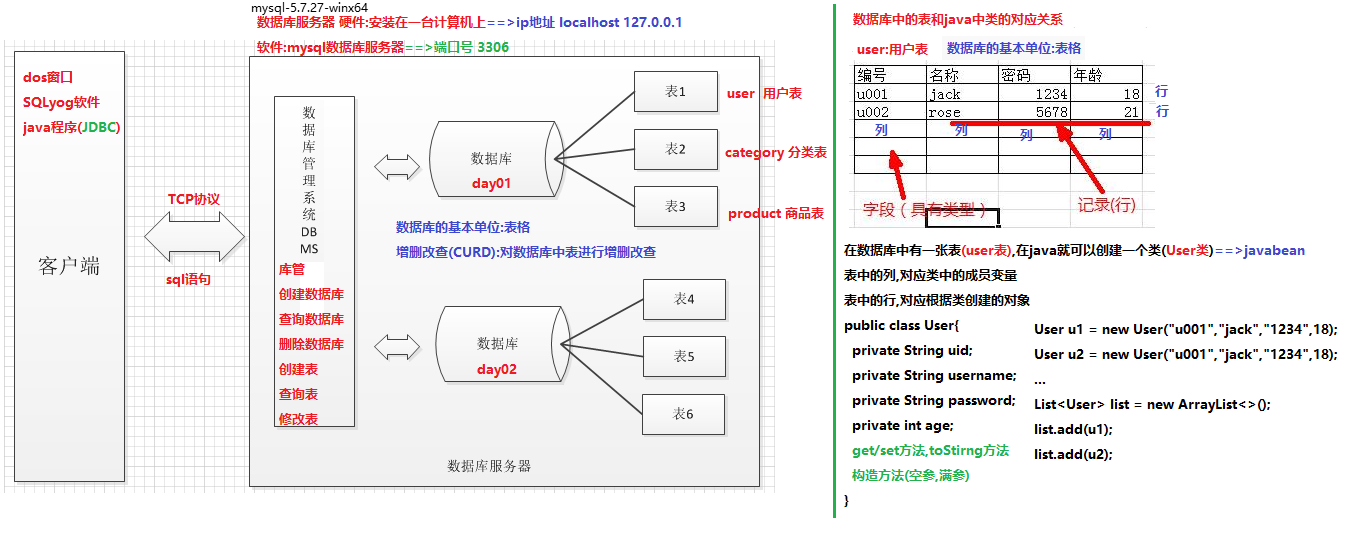 mysql-5.7.27-winx64
数据库服务器 硬件:安装在一台计算机上==>ip地址 localhost 127.0.0.1
软件:mysql数据库服务器==>端口号 3306
dos窗口
SQLyog软件
java程序(JDBC)
客户端
TCP协议
sql语句
数
据
库
管
理
系
统
DB
MS
库管
创建数据库
查询数据库
删除数据库
创建表
查询表
修改表
数据库
day01
表1
user 用户表
表2
category 分类表
表3
product 商品表
数据库的基本单位:表格
增删改查(CURD):对数据库中表进行增删改查
数据库
day02
表4
表5
表6
数据库服务器
数据库中的表和java中类的对应关系
user:用户表 数据库的基本单位:表格
编号 名称 密码 年龄
u001 jack 1234 18 行
u002 rose 5678 21 行
列 列 列 列
字段（具有类型） 记录(行)
在数据库中有一张表(user表),在java就可以创建一个类(User类)==>javabean
表中的列,对应类中的成员变量
表中的行,对应根据类创建的对象
public class User{
private String uid;
private String username;
private String password;
private int age;
get/set方法,toStirng方法
构造方法(空参,满参)
}
User u1 = new User("u001","jack","1234",18);
User u2 = new User("u001","jack","1234",18);
...
List<User> list = new ArrayList<>();
list.add(u1);
list.add(u2);